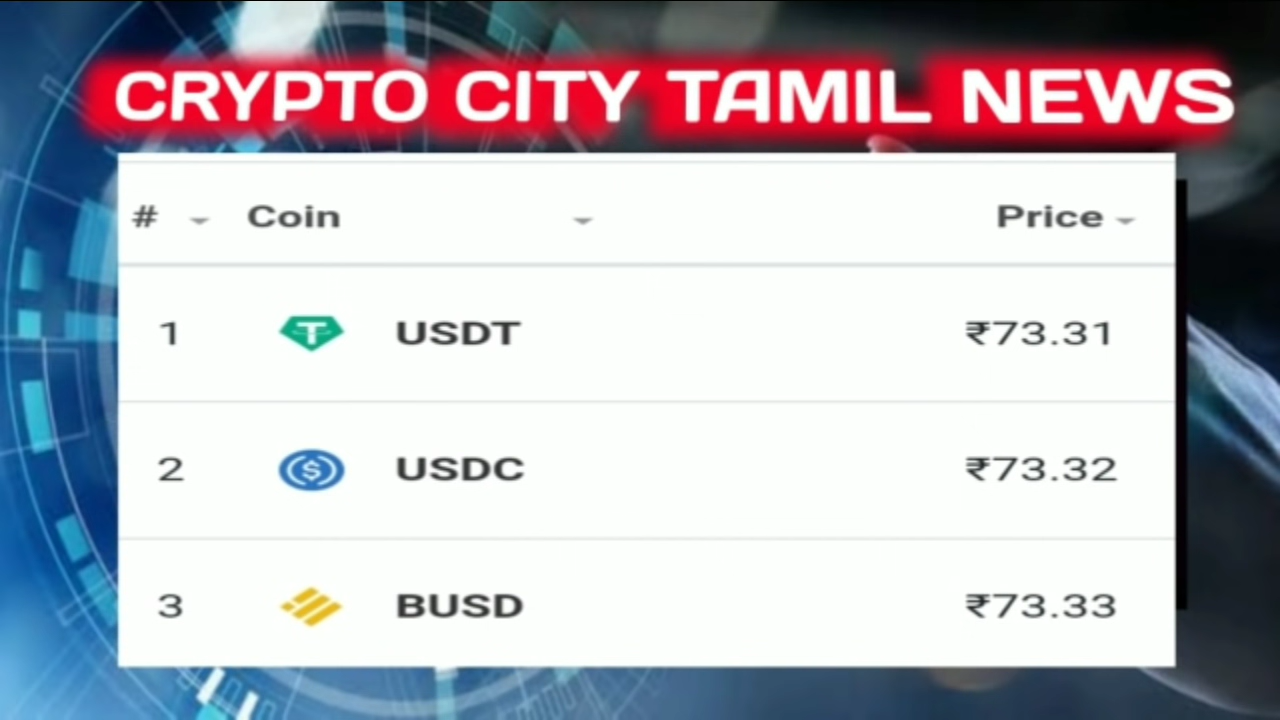 CRYPTO CITY TAMIL NEWS
# Coin Price
1 USDT ₹73.31
2 USDC ₹73.32
3 BUSD ₹73.33